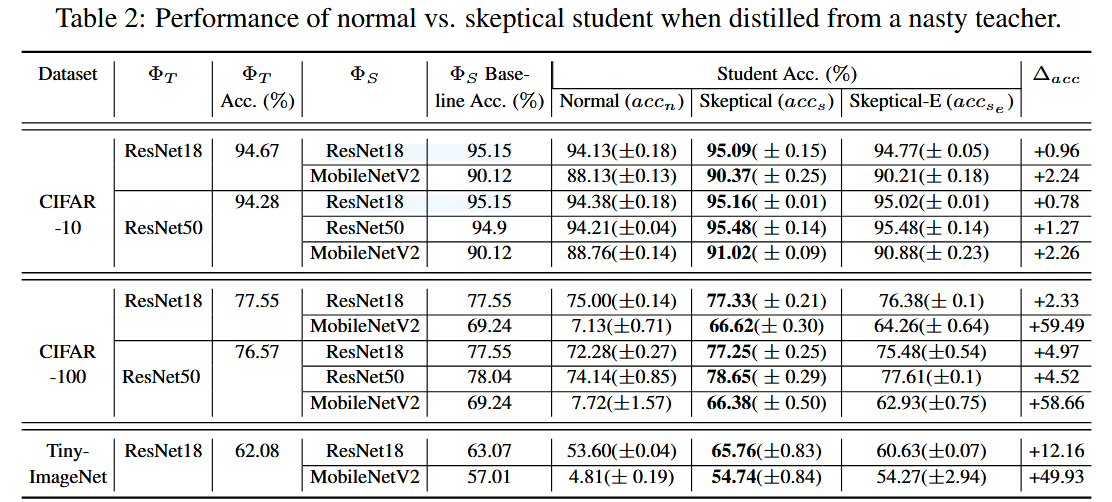 Table 2: Performance of normal vs. skeptical student when distilled from a nasty teacher.
Dataset Φ_T Φ_T Φ_S Φ_S Base- Student Acc. (%) Δ_acc
Acc. (%) line Acc. (%) Normal (acc_n) Skeptical (acc_s) Skeptical-E (acc_s_e)
ResNet18 94.67 ResNet18 95.15 94.13(±0.18) 95.09( ± 0.15) 94.77(± 0.05) +0.96
MobileNetV2 90.12 88.13(±0.13) 90.37( ± 0.25) 90.21(± 0.18) +2.24
CIFAR 94.28 ResNet18 95.15 94.38(±0.18) 95.16( ± 0.01) 95.02(± 0.01) +0.78
-10 ResNet50 ResNet50 94.9 94.21(±0.04) 95.48( ± 0.14) 95.48(± 0.14) +1.27
MobileNetV2 90.12 88.76(±0.14) 91.02( ± 0.09) 90.88(± 0.23) +2.26
ResNet18 77.55 ResNet18 77.55 75.00(±0.14) 77.33( ± 0.21) 76.38(± 0.1) +2.33
MobileNetV2 69.24 7.13(±0.71) 66.62( ± 0.30) 64.26(± 0.64) +59.49
CIFAR 76.57 ResNet18 77.55 72.28(±0.27) 77.25( ± 0.25) 75.48(±0.54) +4.97
-100 ResNet50 ResNet50 78.04 74.14(±0.85) 78.65( ± 0.29) 77.61(±0.1) +4.52
MobileNetV2 69.24 7.72(±1.57) 66.38( ± 0.50) 62.93(±0.75) +58.66
Tiny- ResNet18 62.08 ResNet18 63.07 53.60(±0.04) 65.76(±0.83) 60.63(±0.07) +12.16
ImageNet MobileNetV2 57.01 4.81(± 0.19) 54.74(±0.84) 54.27(±2.94) +49.93